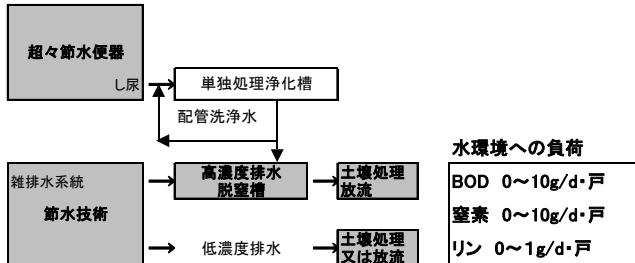 超々節水便器
し尿
単独処理浄化槽
配管洗浄水
雑排水系統
節水技術
高濃度排水
脱窒槽
土壌処理
放流
低濃度排水
土壌処理
又は放流
水環境への負荷
BOD 0～10g/d・戸
窒素 0～10g/d・戸
リン 0～1g/d・戸